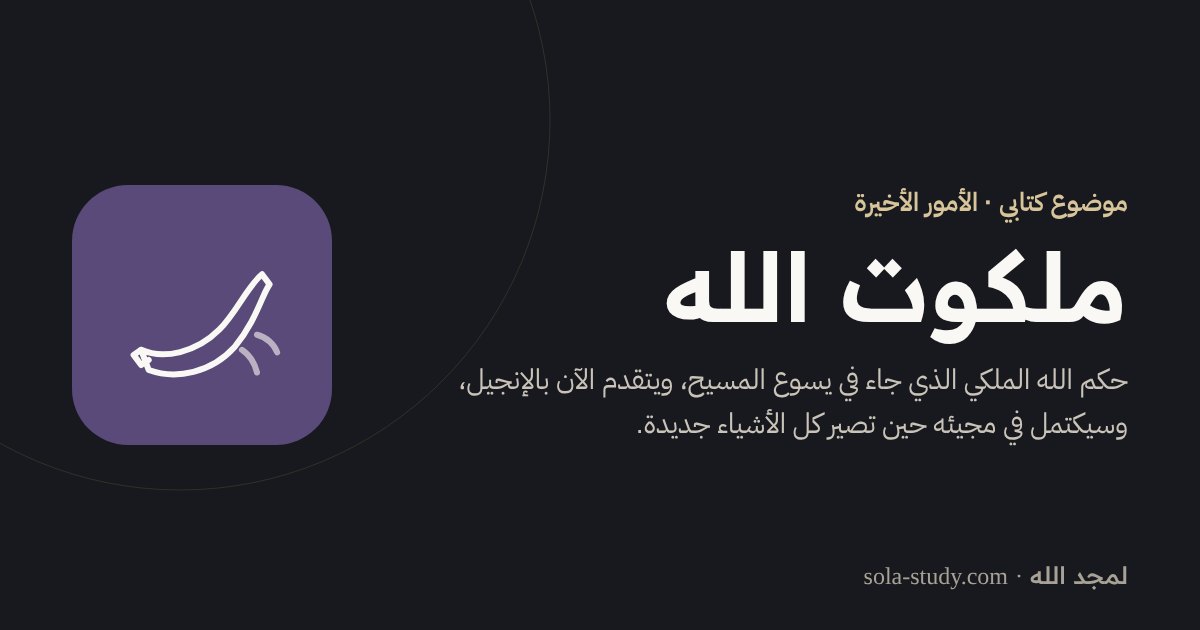 موضوع كتابي · الأمور الأخيرة
ملكوت الله
حكم الله الملكي الذي جاء في يسوع المسيح، ويتقدم الآن بالإنجيل،
وسيكتمل في مجيئه حين تصير كل الأشياء جديدة.
لمجد الله · sola-study.com